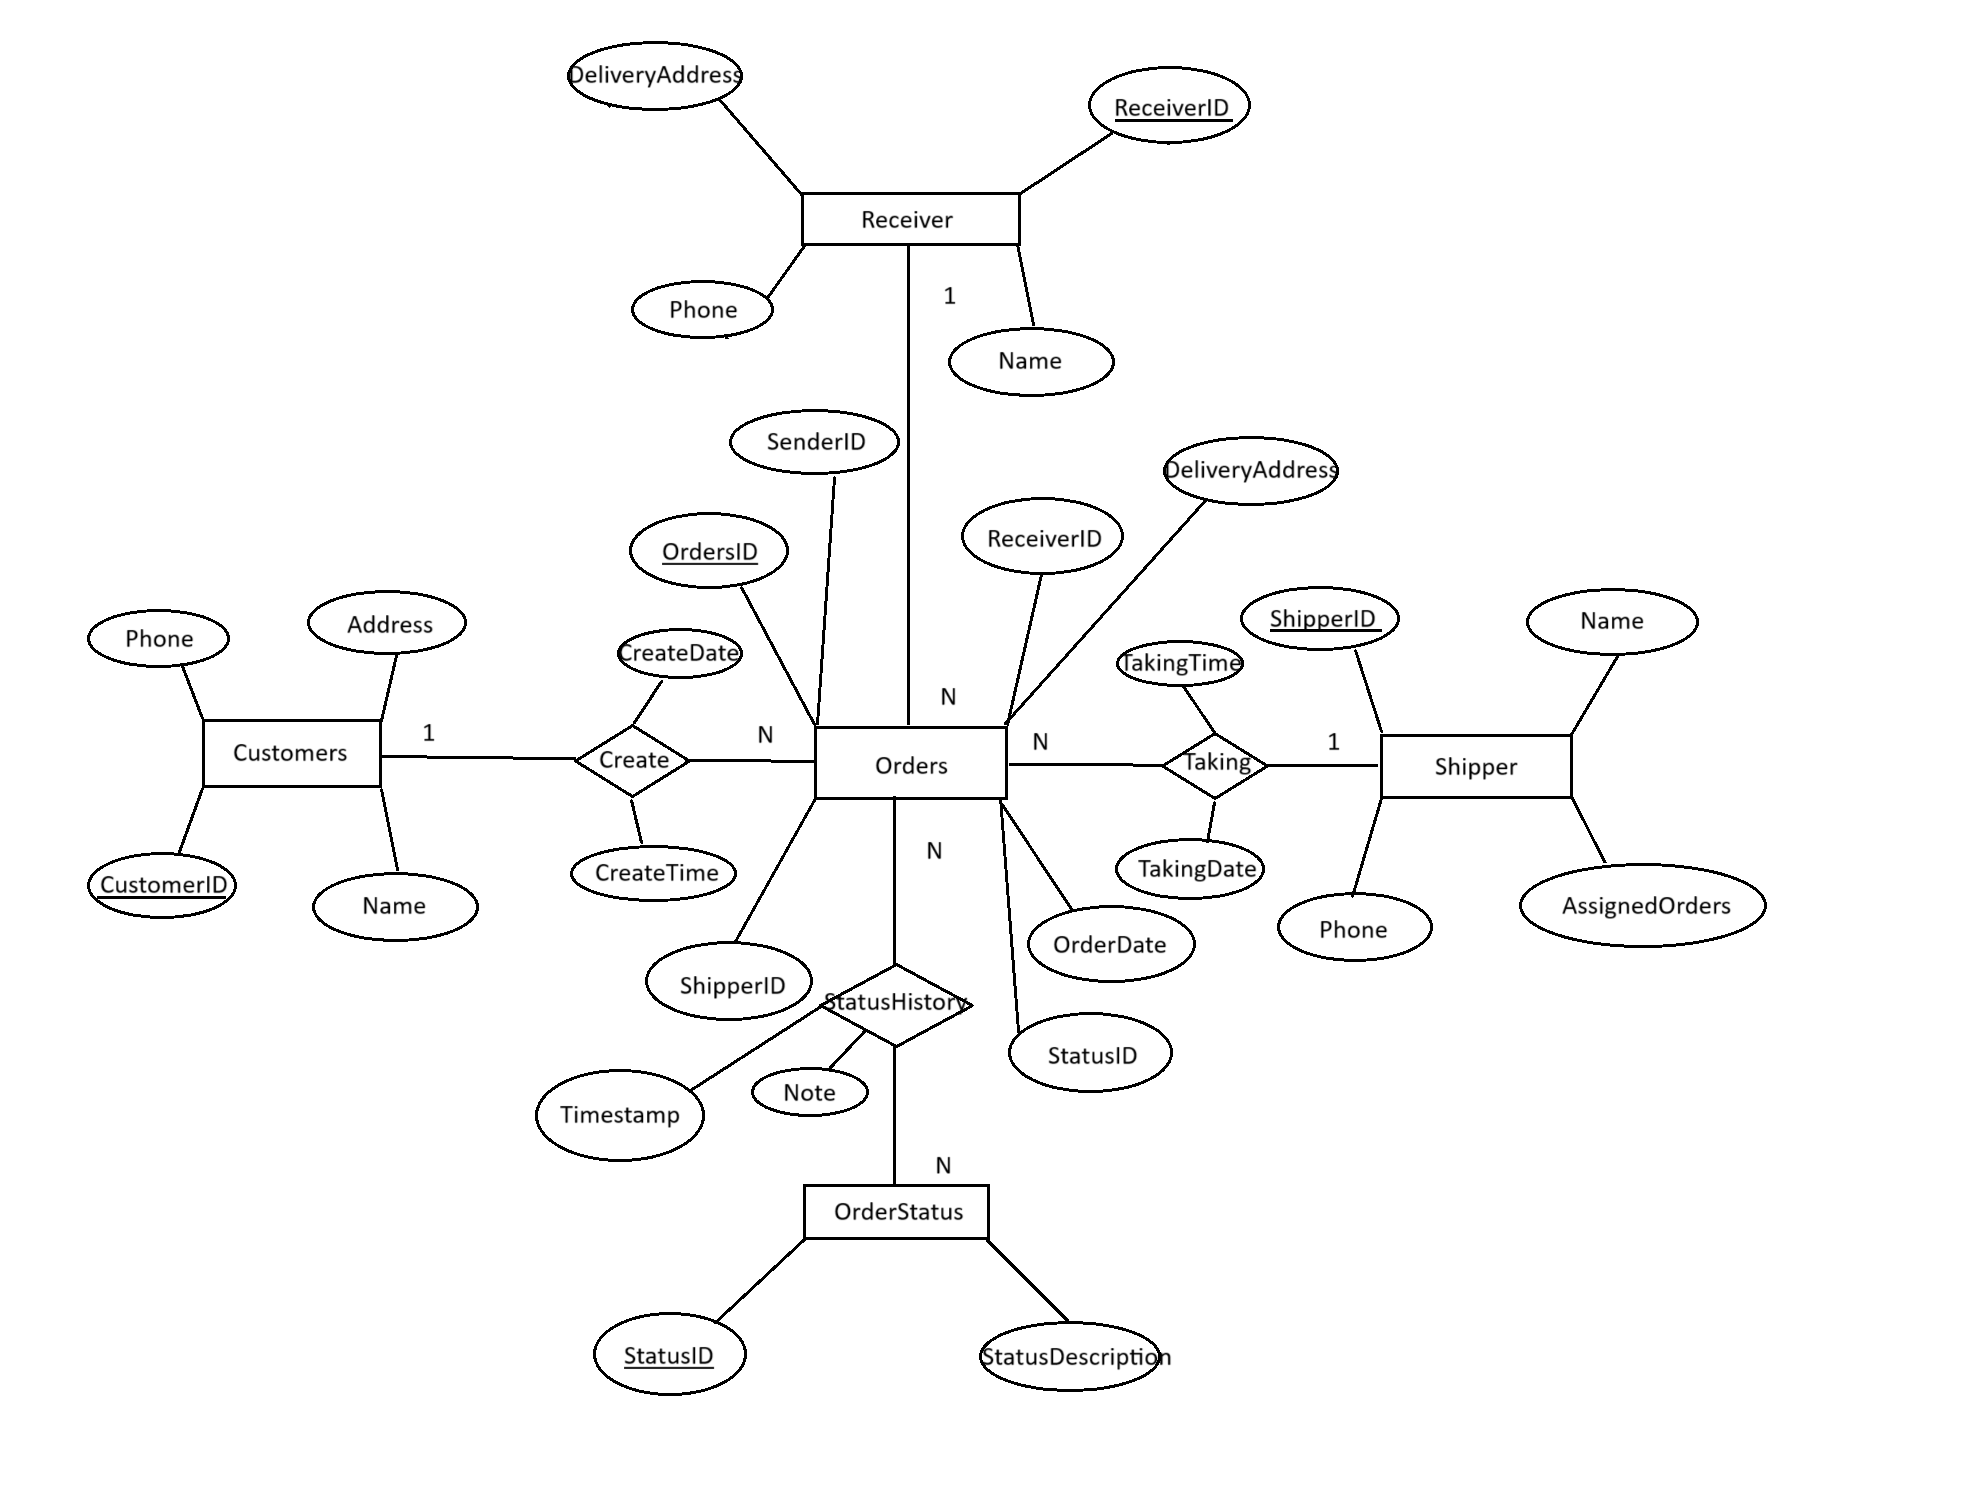 DeliveryAddress
ReceiverID
Receiver
Phone
1
Name
SenderID
DeliveryAddress
OrdersID
ReceiverID
Phone
Address
CreateDate
TakingTime
ShipperID
Name
N
Customers
1
Create
N
Orders
N
Taking
1
Shipper
CustomerID
Name
CreateTime
N
TakingDate
Phone
AssignedOrders
ShipperID
StatusHistory
OrderDate
StatusID
Timestamp
Note
N
OrderStatus
StatusID
StatusDescription